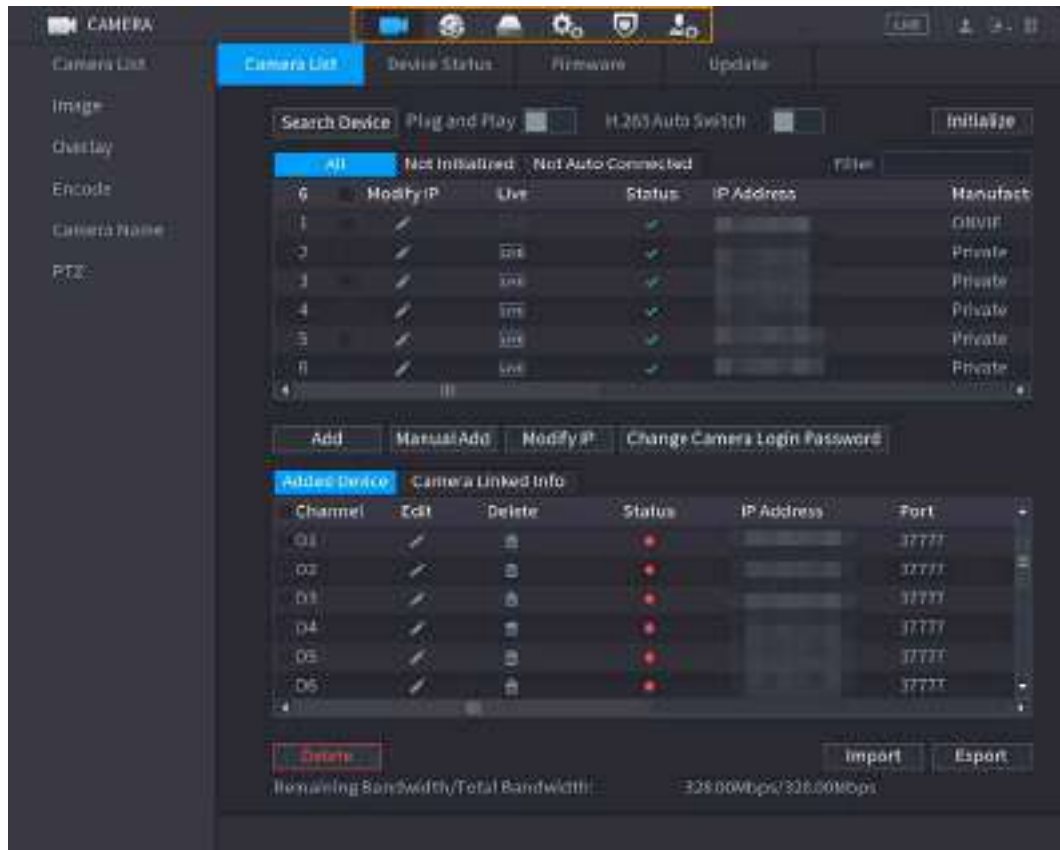 CAMERA LIVE
Camera List
Image
Overlay
Encode
Camera Name
PTZ
Camera List Device Status Firmware Update
Search Device Plug and Play H.265 Auto Switch Initialize
All Not Initialized Not Auto Connected Filter
6 Modify IP Live Status IP Address Manufact
1 ONVIF
2 LIVE Private
3 LIVE Private
4 LIVE Private
5 LIVE Private
6 LIVE Private
Add Manual Add Modify IP Change Camera Login Password
Added Device Camera Linked Info
Channel Edit Delete Status IP Address Port
D1 37777
D2 37777
D3 37777
D4 37777
D5 37777
D6 37777
Delete Import Export
Remaining Bandwidth/Total Bandwidth: 328.00Mbps/328.00Mbps